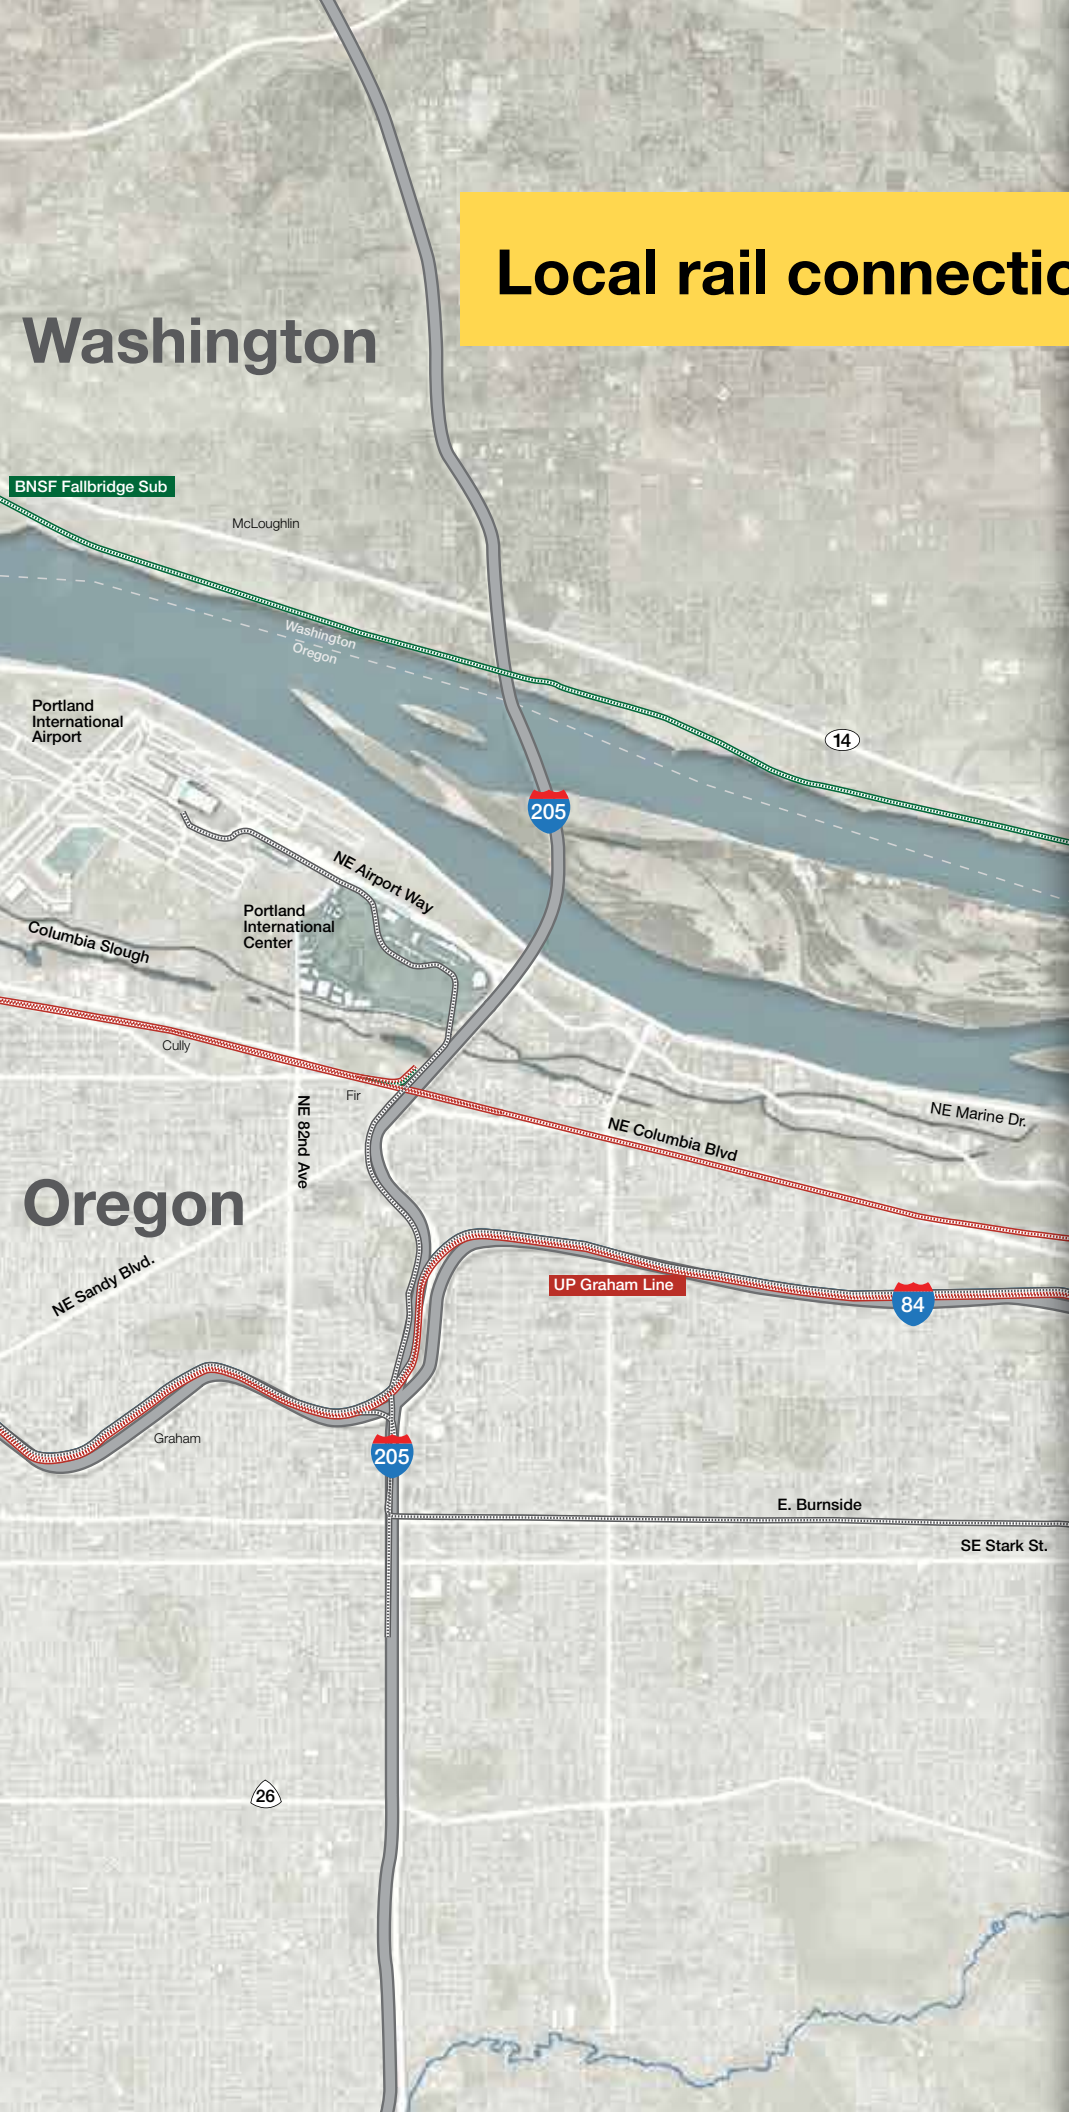 Local rail connectio
Washington
BNSF Fallbridge Sub
McLoughlin
Washington
Oregon
Portland
International
Airport
14
205
NE Airport Way
Portland
International
Center
Columbia Slough
Cully
Fir
NE 82nd Ave
NE Marine Dr.
NE Columbia Blvd
Oregon
NE Sandy Blvd.
UP Graham Line
84
Graham
205
E. Burnside
SE Stark St.
26